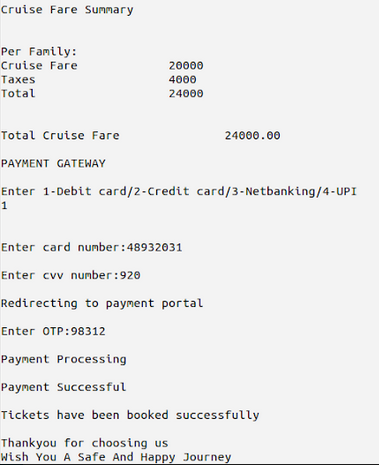 Cruise Fare Summary
Per Family:
Cruise Fare 20000
Taxes 4000
Total 24000
Total Cruise Fare 24000.00
PAYMENT GATEWAY
Enter 1-Debit card/2-Credit card/3-Netbanking/4-UPI
1
Enter card number:48932031
Enter cvv number:920
Redirecting to payment portal
Enter OTP:98312
Payment Processing
Payment Successful
Tickets have been booked successfully
Thankyou for choosing us
Wish You A Safe And Happy Journey